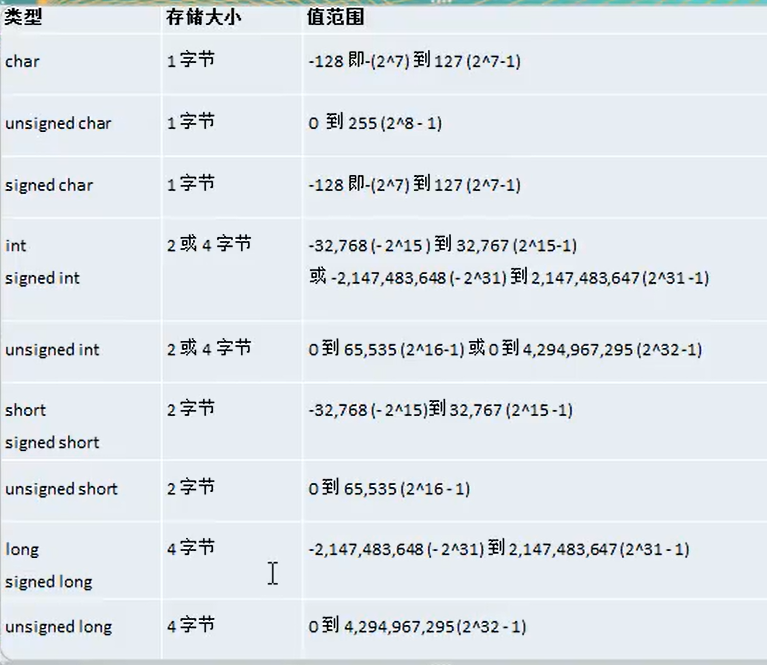 类型 存储大小 值范围
char 1 字节 -128 即-(2^7) 到 127 (2^7-1)
unsigned char 1 字节 0 到 255 (2^8 - 1)
signed char 1 字节 -128 即-(2^7) 到 127 (2^7-1)
int 2 或 4 字节 -32,768 (- 2^15 ) 到 32,767 (2^15-1)
signed int 或 -2,147,483,648 (- 2^31) 到 2,147,483,647 (2^31 -1)
unsigned int 2 或 4 字节 0 到 65,535 (2^16-1) 或 0 到 4,294,967,295 (2^32-1)
short 2 字节 -32,768 (- 2^15) 到 32,767 (2^15 -1)
signed short
unsigned short 2 字节 0 到 65,535 (2^16 - 1)
long 4 字节 -2,147,483,648 (- 2^31) 到 2,147,483,647 (2^31 - 1)
signed long
unsigned long 4 字节 0 到 4,294,967,295 (2^32 - 1)